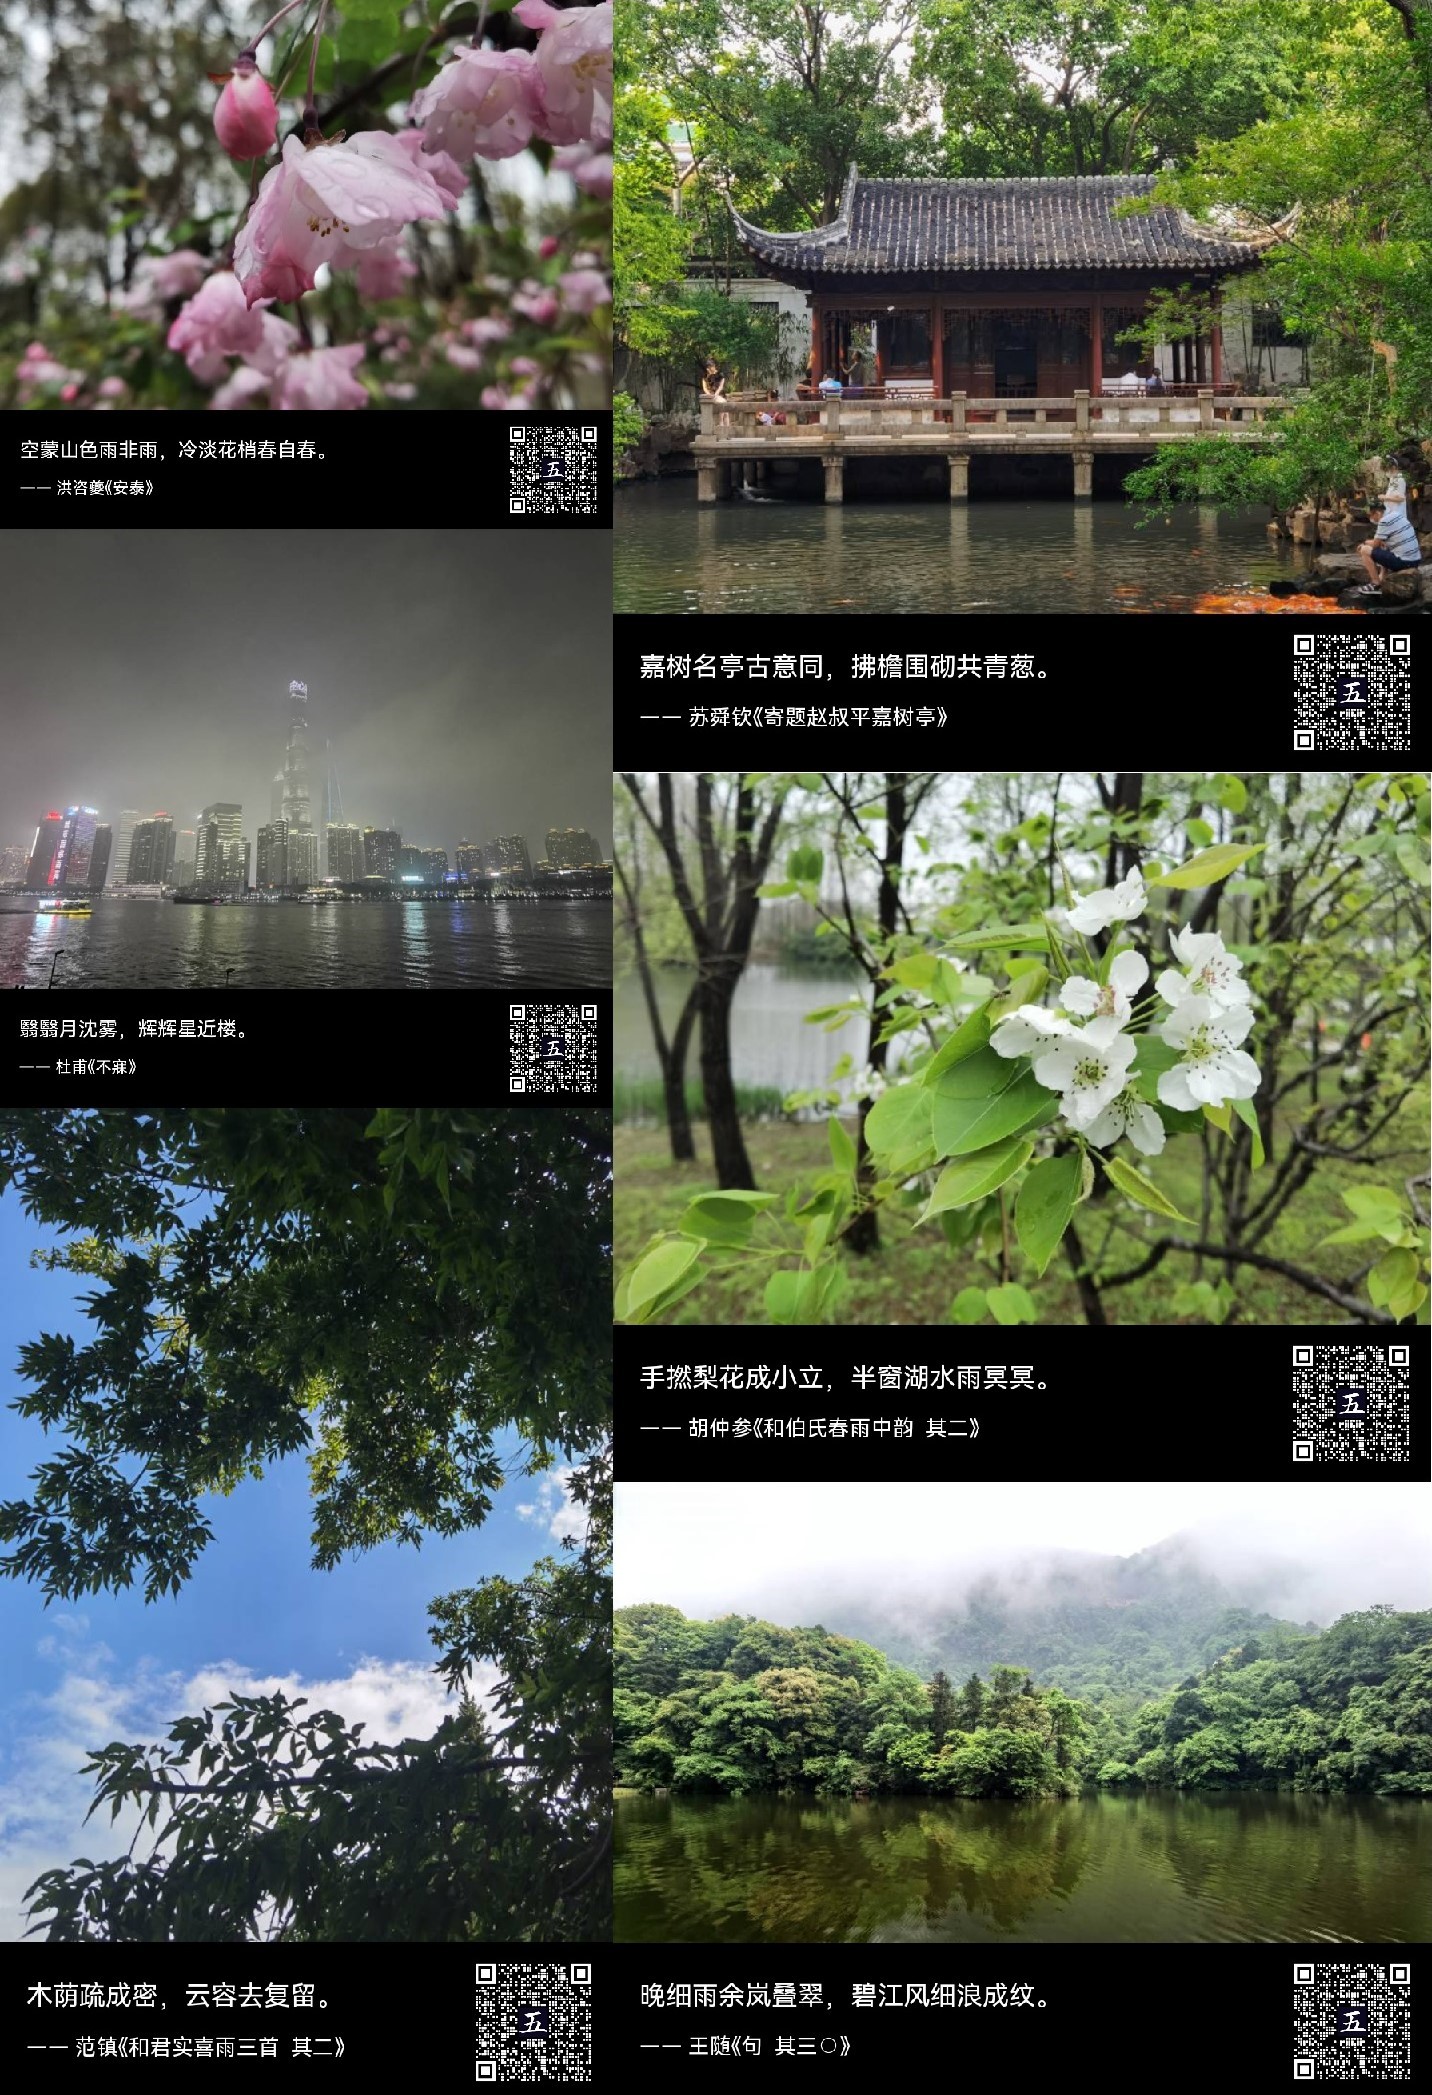 空蒙山色雨非雨，冷淡花梢春自春。
—— 洪咨夔《安泰》
五
翳翳月沈雾，辉辉星近楼。
—— 杜甫《不寐》
五
木荫疏成密，云容去复留。
—— 范镇《和君实喜雨三首 其二》
五
嘉树名亭古意同，拂檐围砌共青葱。
—— 苏舜钦《寄题赵叔平嘉树亭》
五
手撚梨花成小立，半窗湖水雨冥冥。
—— 胡仲参《和伯氏春雨中韵 其二》
五
晚细雨余岚叠翠，碧江风细浪成纹。
—— 王随《句 其三〇》
五